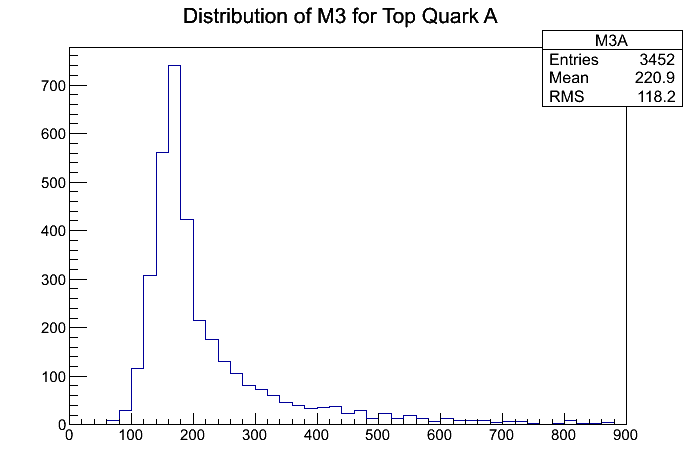 Distribution of M3 for Top Quark A
M3A
Entries 3452
Mean 220.9
RMS 118.2
700
600
500
400
300
200
100
0
0 100 200 300 400 500 600 700 800 900